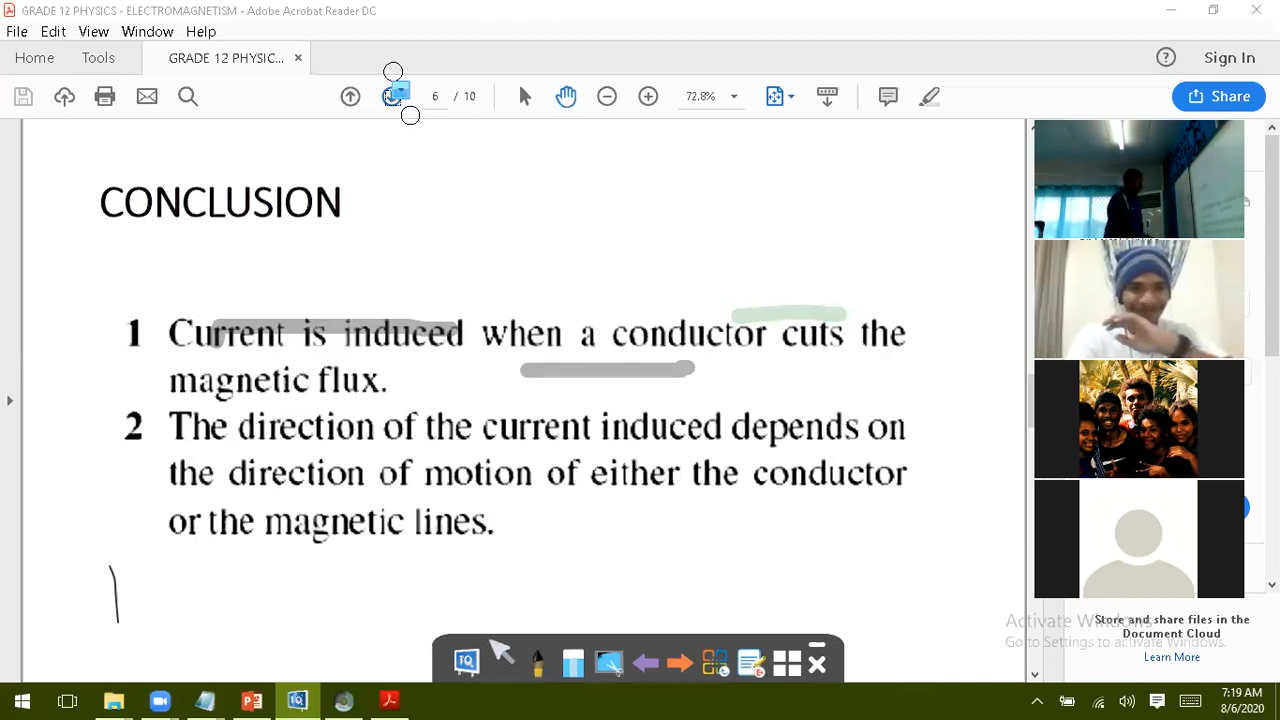 GRADE 12 PHYSICS - ELECTROMAGNETISM - Adobe Acrobat Reader DC
File Edit View Window Help
Home Tools GRADE 12 PHYSIC... ×
Sign In
6 / 10
72.8%
Share
CONCLUSION
1 Current is induced when a conductor cuts the
magnetic flux.
2 The direction of the current induced depends on
the direction of motion of either the conductor
or the magnetic lines.
Activate Windows
Go to Settings to activate Windows.
Store and share files in the
Document Cloud
Learn More
7:19 AM
8/6/2020